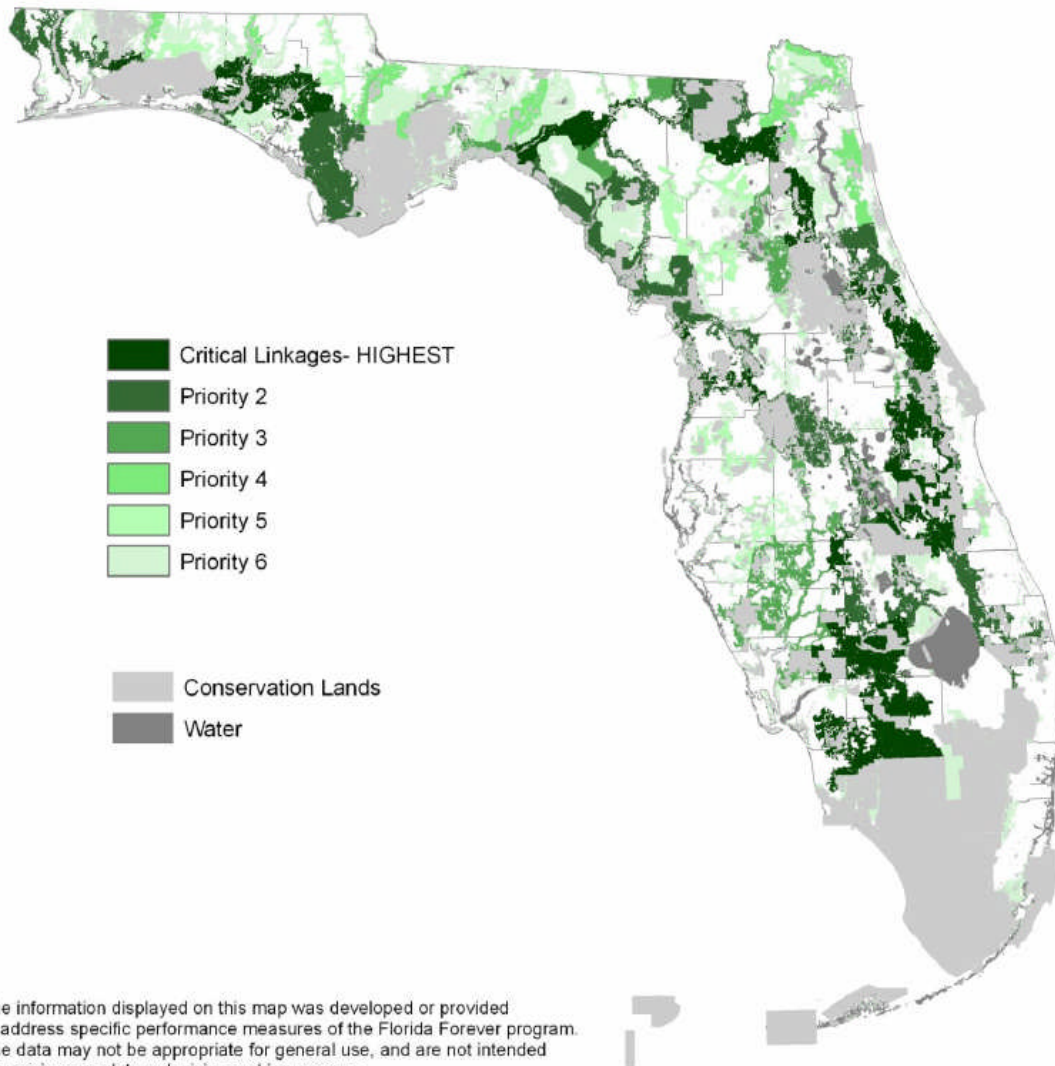 Critical Linkages- HIGHEST
Priority 2
Priority 3
Priority 4
Priority 5
Priority 6
Conservation Lands
Water
e information displayed on this map was developed or provided
address specific performance measures of the Florida Forever program.
e data may not be appropriate for general use, and are not intended